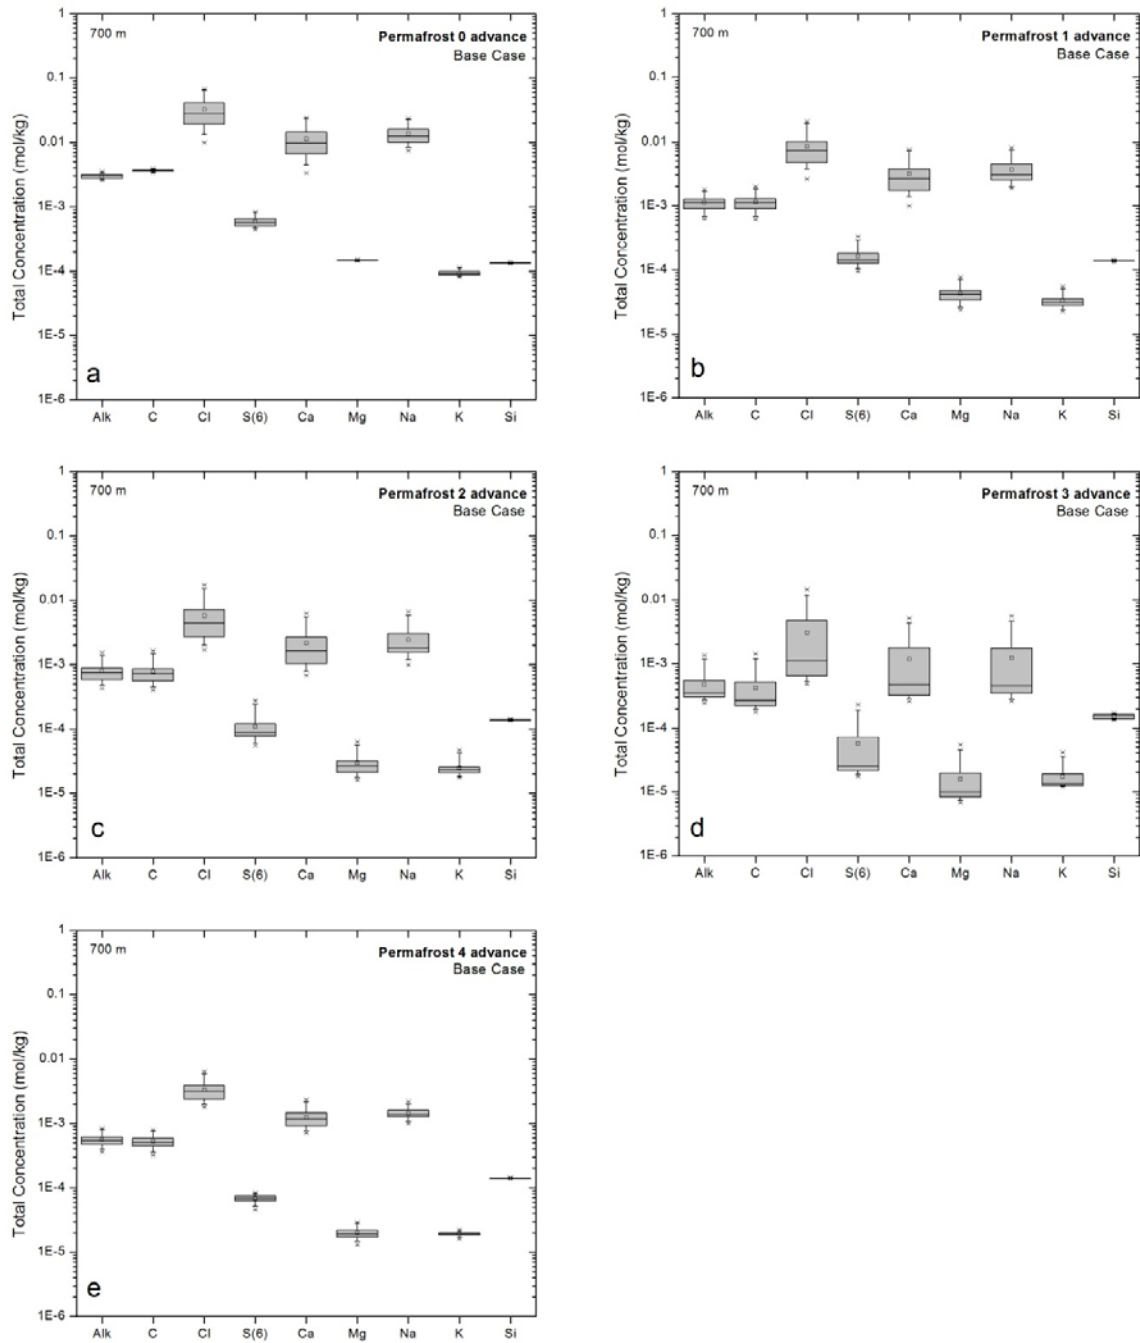 700 m
Permafrost 0 advance
Base Case
Total Concentration (mol/kg)
1
0.1
0.01
1E-3
1E-4
1E-5
1E-6
a
Alk C Cl S(6) Ca Mg Na K Si
700 m
Permafrost 1 advance
Base Case
Total Concentration (mol/kg)
1
0.1
0.01
1E-3
1E-4
1E-5
1E-6
b
Alk C Cl S(6) Ca Mg Na K Si
700 m
Permafrost 2 advance
Base Case
Total Concentration (mol/kg)
1
0.1
0.01
1E-3
1E-4
1E-5
1E-6
c
Alk C Cl S(6) Ca Mg Na K Si
700 m
Permafrost 3 advance
Base Case
Total Concentration (mol/kg)
1
0.1
0.01
1E-3
1E-4
1E-5
1E-6
d
Alk C Cl S(6) Ca Mg Na K Si
700 m
Permafrost 4 advance
Base Case
Total Concentration (mol/kg)
1
0.1
0.01
1E-3
1E-4
1E-5
1E-6
e
Alk C Cl S(6) Ca Mg Na K Si